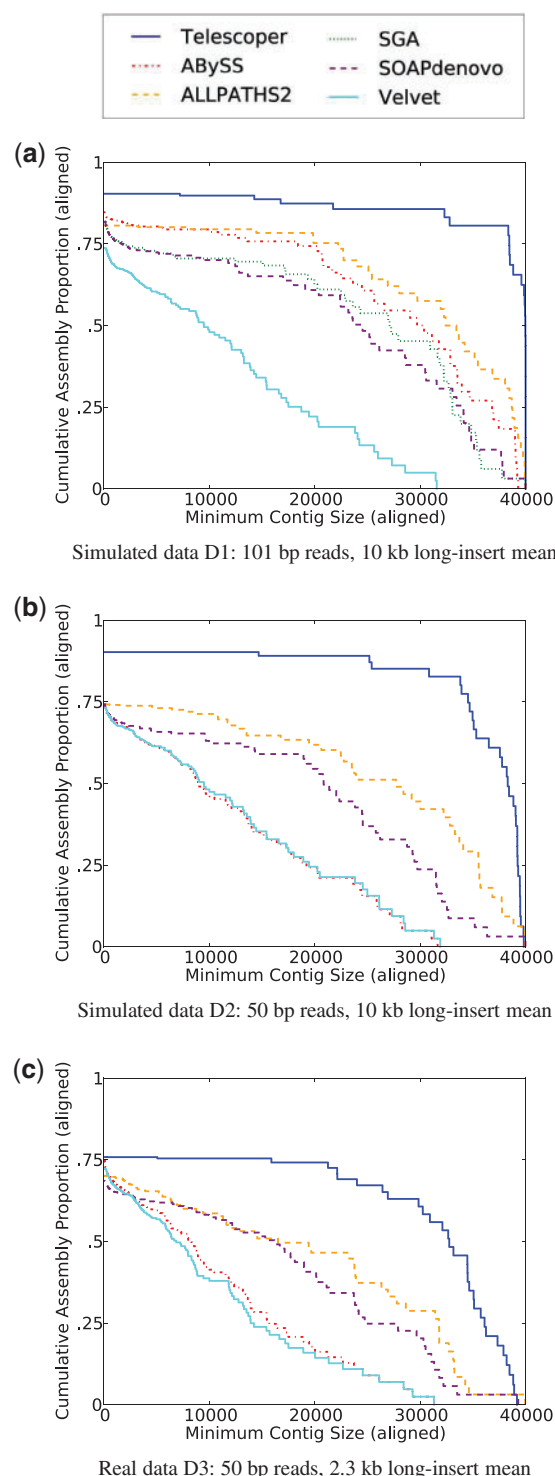 Telescoper
ABySS
ALLPATHS2
SGA
SOAPdenovo
Velvet
(a)
1
.75
.5
.25
0
Cumulative Assembly Proportion (aligned)
0 10000 20000 30000 40000
Minimum Contig Size (aligned)
Simulated data D1: 101 bp reads, 10 kb long-insert mean
(b)
1
.75
.5
.25
0
Cumulative Assembly Proportion (aligned)
0 10000 20000 30000 40000
Minimum Contig Size (aligned)
Simulated data D2: 50 bp reads, 10 kb long-insert mean
(c)
1
.75
.5
.25
0
Cumulative Assembly Proportion (aligned)
0 10000 20000 30000 40000
Minimum Contig Size (aligned)
Real data D3: 50 bp reads, 2.3 kb long-insert mean